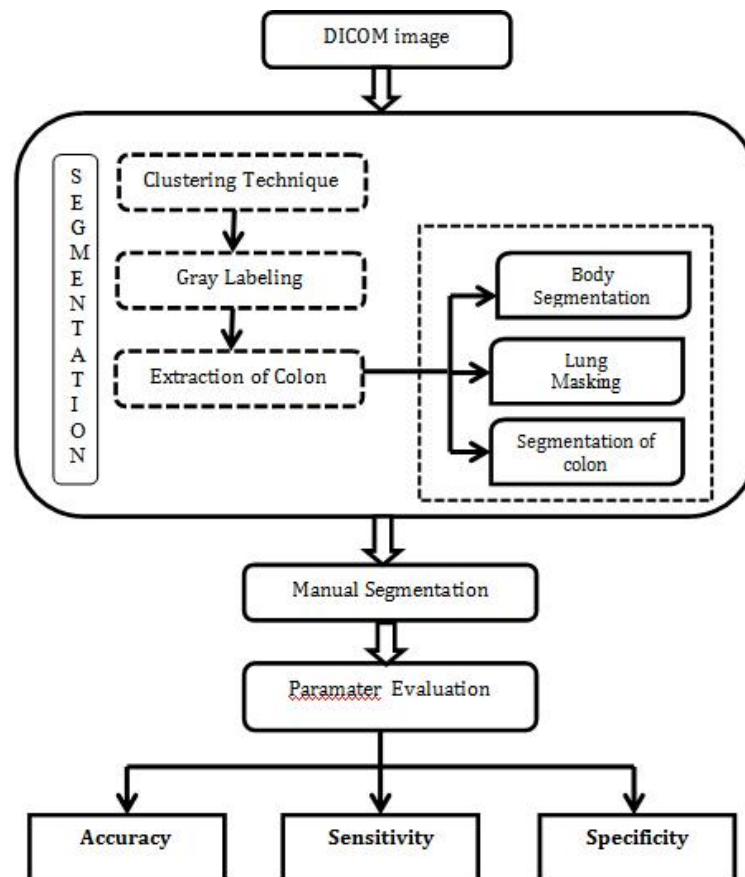 DICOM image
SEGMENTATION
Clustering Technique
Gray Labeling
Extraction of Colon
Body
Segmentation
Lung
Masking
Segmentation of
colon
Manual Segmentation
Paramater Evaluation
Accuracy
Sensitivity
Specificity